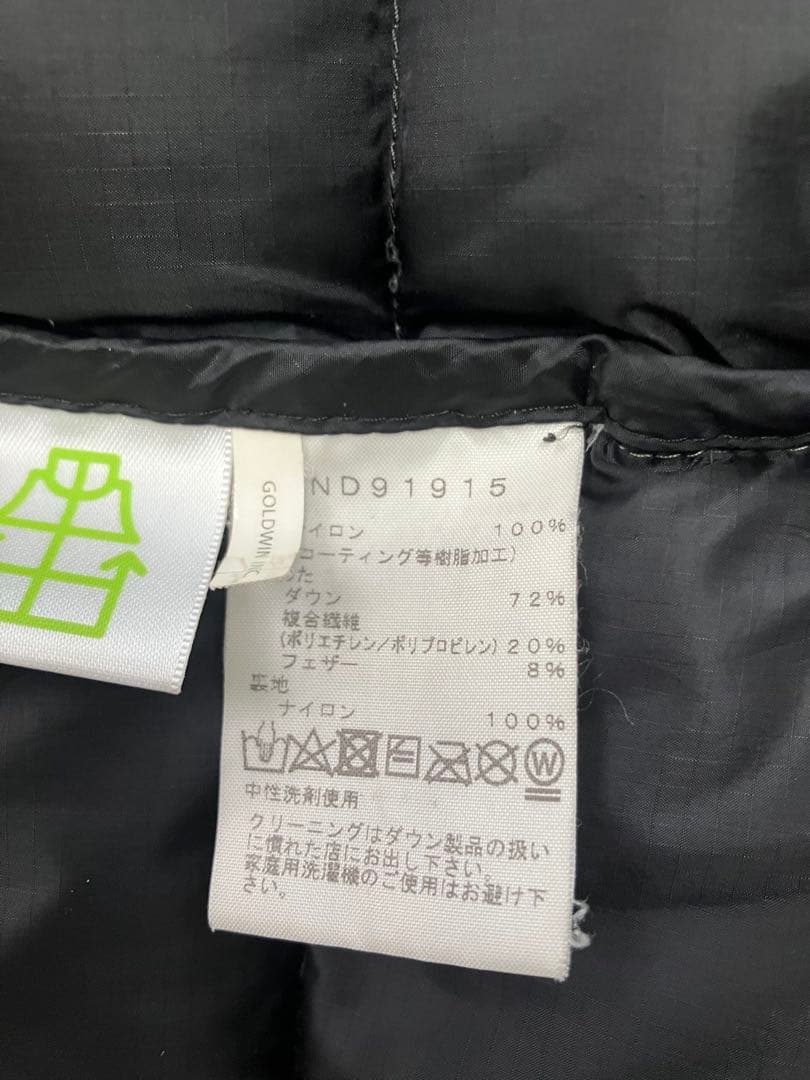 GOLDWIN INC
ND91915
イロン 100%
コーティング等樹脂加工)
った
ダウン 72%
複合繊維
(ポリエチレン/ポリプロピレン) 20%
フェザー 8%
裏地
ナイロン 100%
W
中性洗剤使用
クリーニングはダウン製品の扱い
に慣れた店にお出し下さい。
家庭用洗濯機のご使用はお避け下
さい。